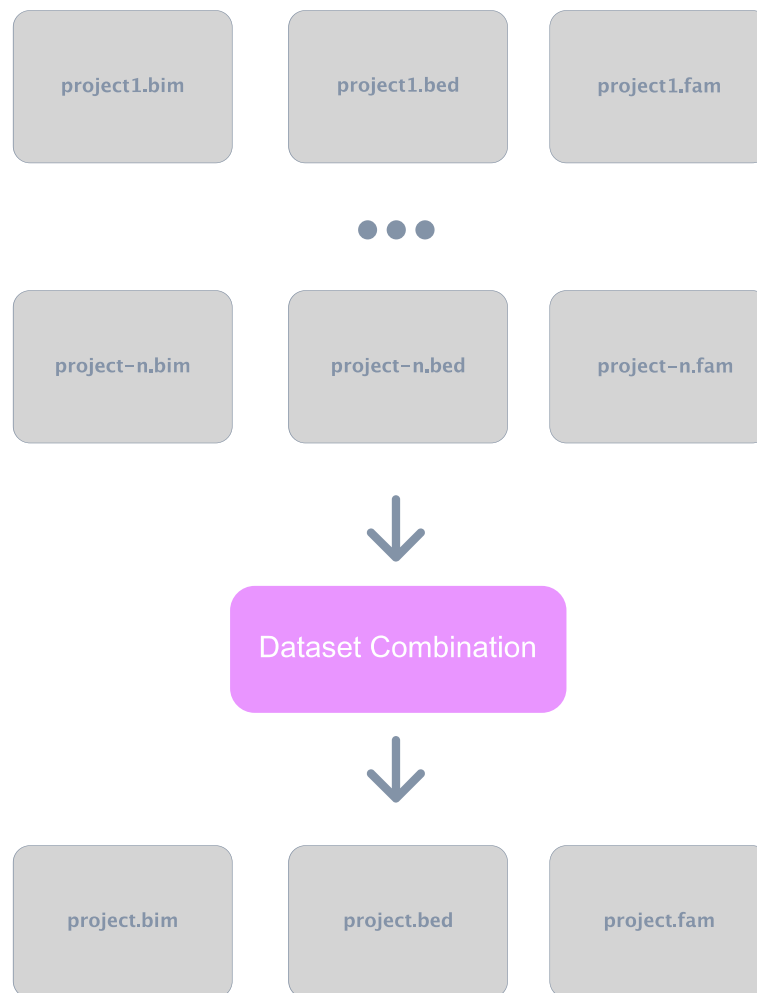 project1.bim
project1.bed
project1.fam
project-n.bim
project-n.bed
project-n.fam
Dataset Combination
project.bim
project.bed
project.fam